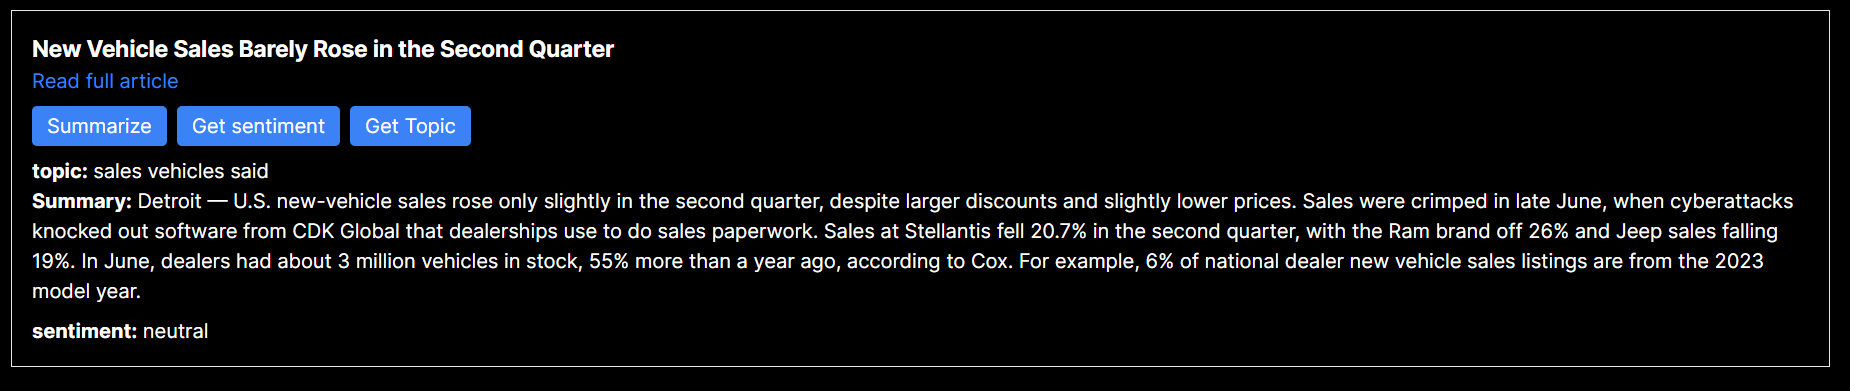 New Vehicle Sales Barely Rose in the Second Quarter
Read full article
Summarize Get sentiment Get Topic
topic: sales vehicles said
Summary: Detroit — U.S. new-vehicle sales rose only slightly in the second quarter, despite larger discounts and slightly lower prices. Sales were crimped in late June, when cyberattacks
knocked out software from CDK Global that dealerships use to do sales paperwork. Sales at Stellantis fell 20.7% in the second quarter, with the Ram brand off 26% and Jeep sales falling
19%. In June, dealers had about 3 million vehicles in stock, 55% more than a year ago, according to Cox. For example, 6% of national dealer new vehicle sales listings are from the 2023
model year.
sentiment: neutral